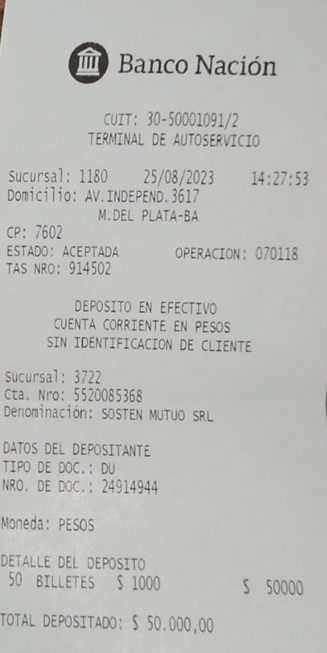 Banco Nación
CUIT: 30-50001091/2
TERMINAL DE AUTOSERVICIO
Sucursal: 1180 25/08/2023 14:27:53
Domicilio: AV.INDEPEND.3617
M.DEL PLATA-BA
CP: 7602
ESTADO: ACEPTADA OPERACION: 070118
TAS NRO: 914502
DEPOSITO EN EFECTIVO
CUENTA CORRIENTE EN PESOS
SIN IDENTIFICACION DE CLIENTE
Sucursal: 3722
Cta. Nro: 5520085368
Denominación: SOSTEN MUTUO SRL
DATOS DEL DEPOSITANTE
TIPO DE DOC.: DU
NRO. DE DOC.: 24914944
Moneda: PESOS
DETALLE DEL DEPOSITO
50 BILLETES $ 1000 $ 50000
TOTAL DEPOSITADO: $ 50.000,00